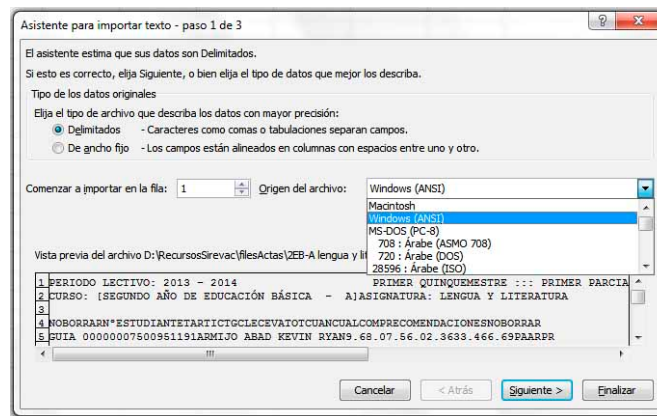 Asistente para importar texto - paso 1 de 3
El asistente estima que sus datos son Delimitados.
Si esto es correcto, elija Siguiente, o bien elija el tipo de datos que mejor los describa.
Tipo de los datos originales
Elija el tipo de archivo que describa los datos con mayor precisión:
Delimitados - Caracteres como comas o tabulaciones separan campos.
De ancho fijo - Los campos están alineados en columnas con espacios entre uno y otro.
Comenzar a importar en la fila: 1 Origen del archivo: Windows (ANSI)
Macintosh
Windows (ANSI)
MS-DOS (PC-8)
708 : Árabe (ASMO 708)
720 : Árabe (DOS)
28596 : Árabe (ISO)
Vista previa del archivo D:\RecursosSirevac\filesActas\2EB-A lengua y lit
1 PERIODO LECTIVO: 2013 - 2014 PRIMER QUINQUEMESTRE ::: PRIMER PARCIA
2 CURSO: [SEGUNDO AÑO DE EDUCACIÓN BÁSICA - A]ASIGNATURA: LENGUA Y LITERATURA
3
4 NOBORRARN°ESTUDIANTETARTICTGCLECEVATOTCUANCUALCOMPRECOMENDACIONESNOBORRAR
5 GUIA 00000007500951191ARMIJO ABAD KEVIN RYAN9.68.07.56.02.3633.466.69PAARPR
Cancelar < Atrás Siguiente > Finalizar